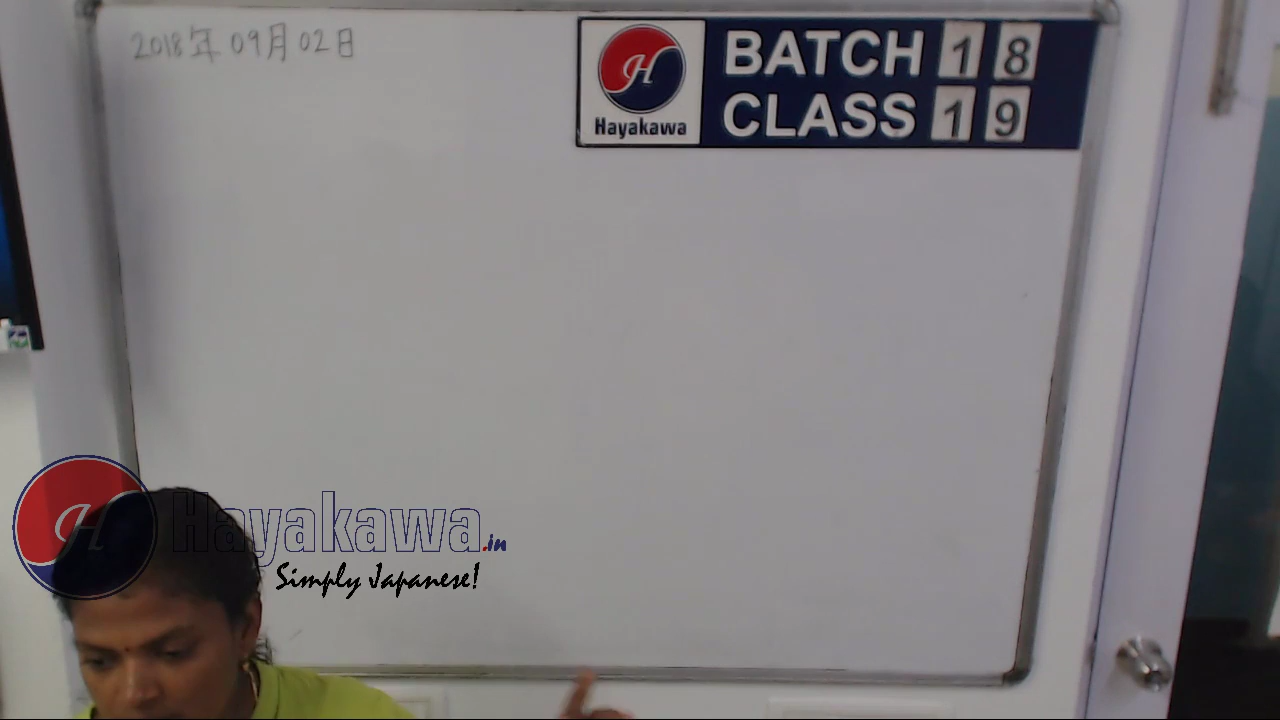 2018年09月02日
BATCH 18
CLASS 19
H
Hayakawa
H
Hayakawa.in
Simply Japanese!